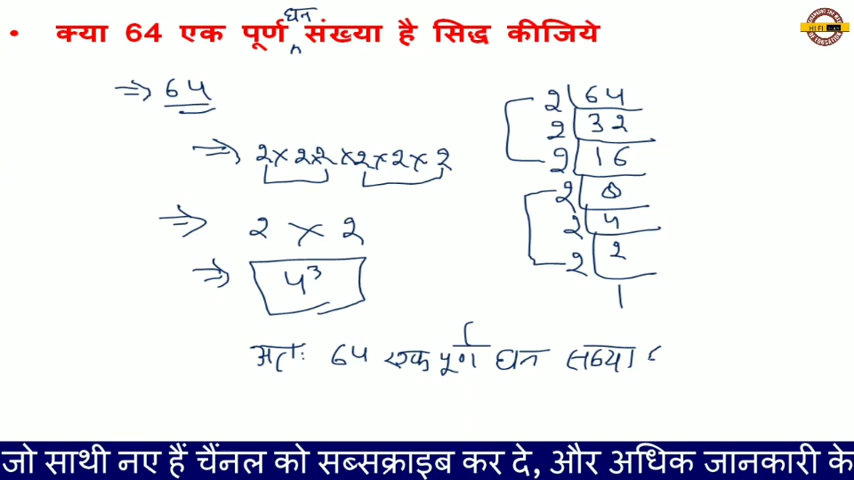 • क्या 64 एक पूर्ण घन संख्या है सिद्ध कीजिये
⇒ 64
⇒ 2×2×2×2×2×2
⇒ 2 × 2
⇒ 4³
2 | 64
2 | 32
2 | 16
2 | 8
2 | 4
2 | 2
1
अतः 64 एक पूर्ण घन संख्या
HI FI
जो साथी नए हैं चैंनल को सब्सक्राइब कर दे, और अधिक जानकारी के